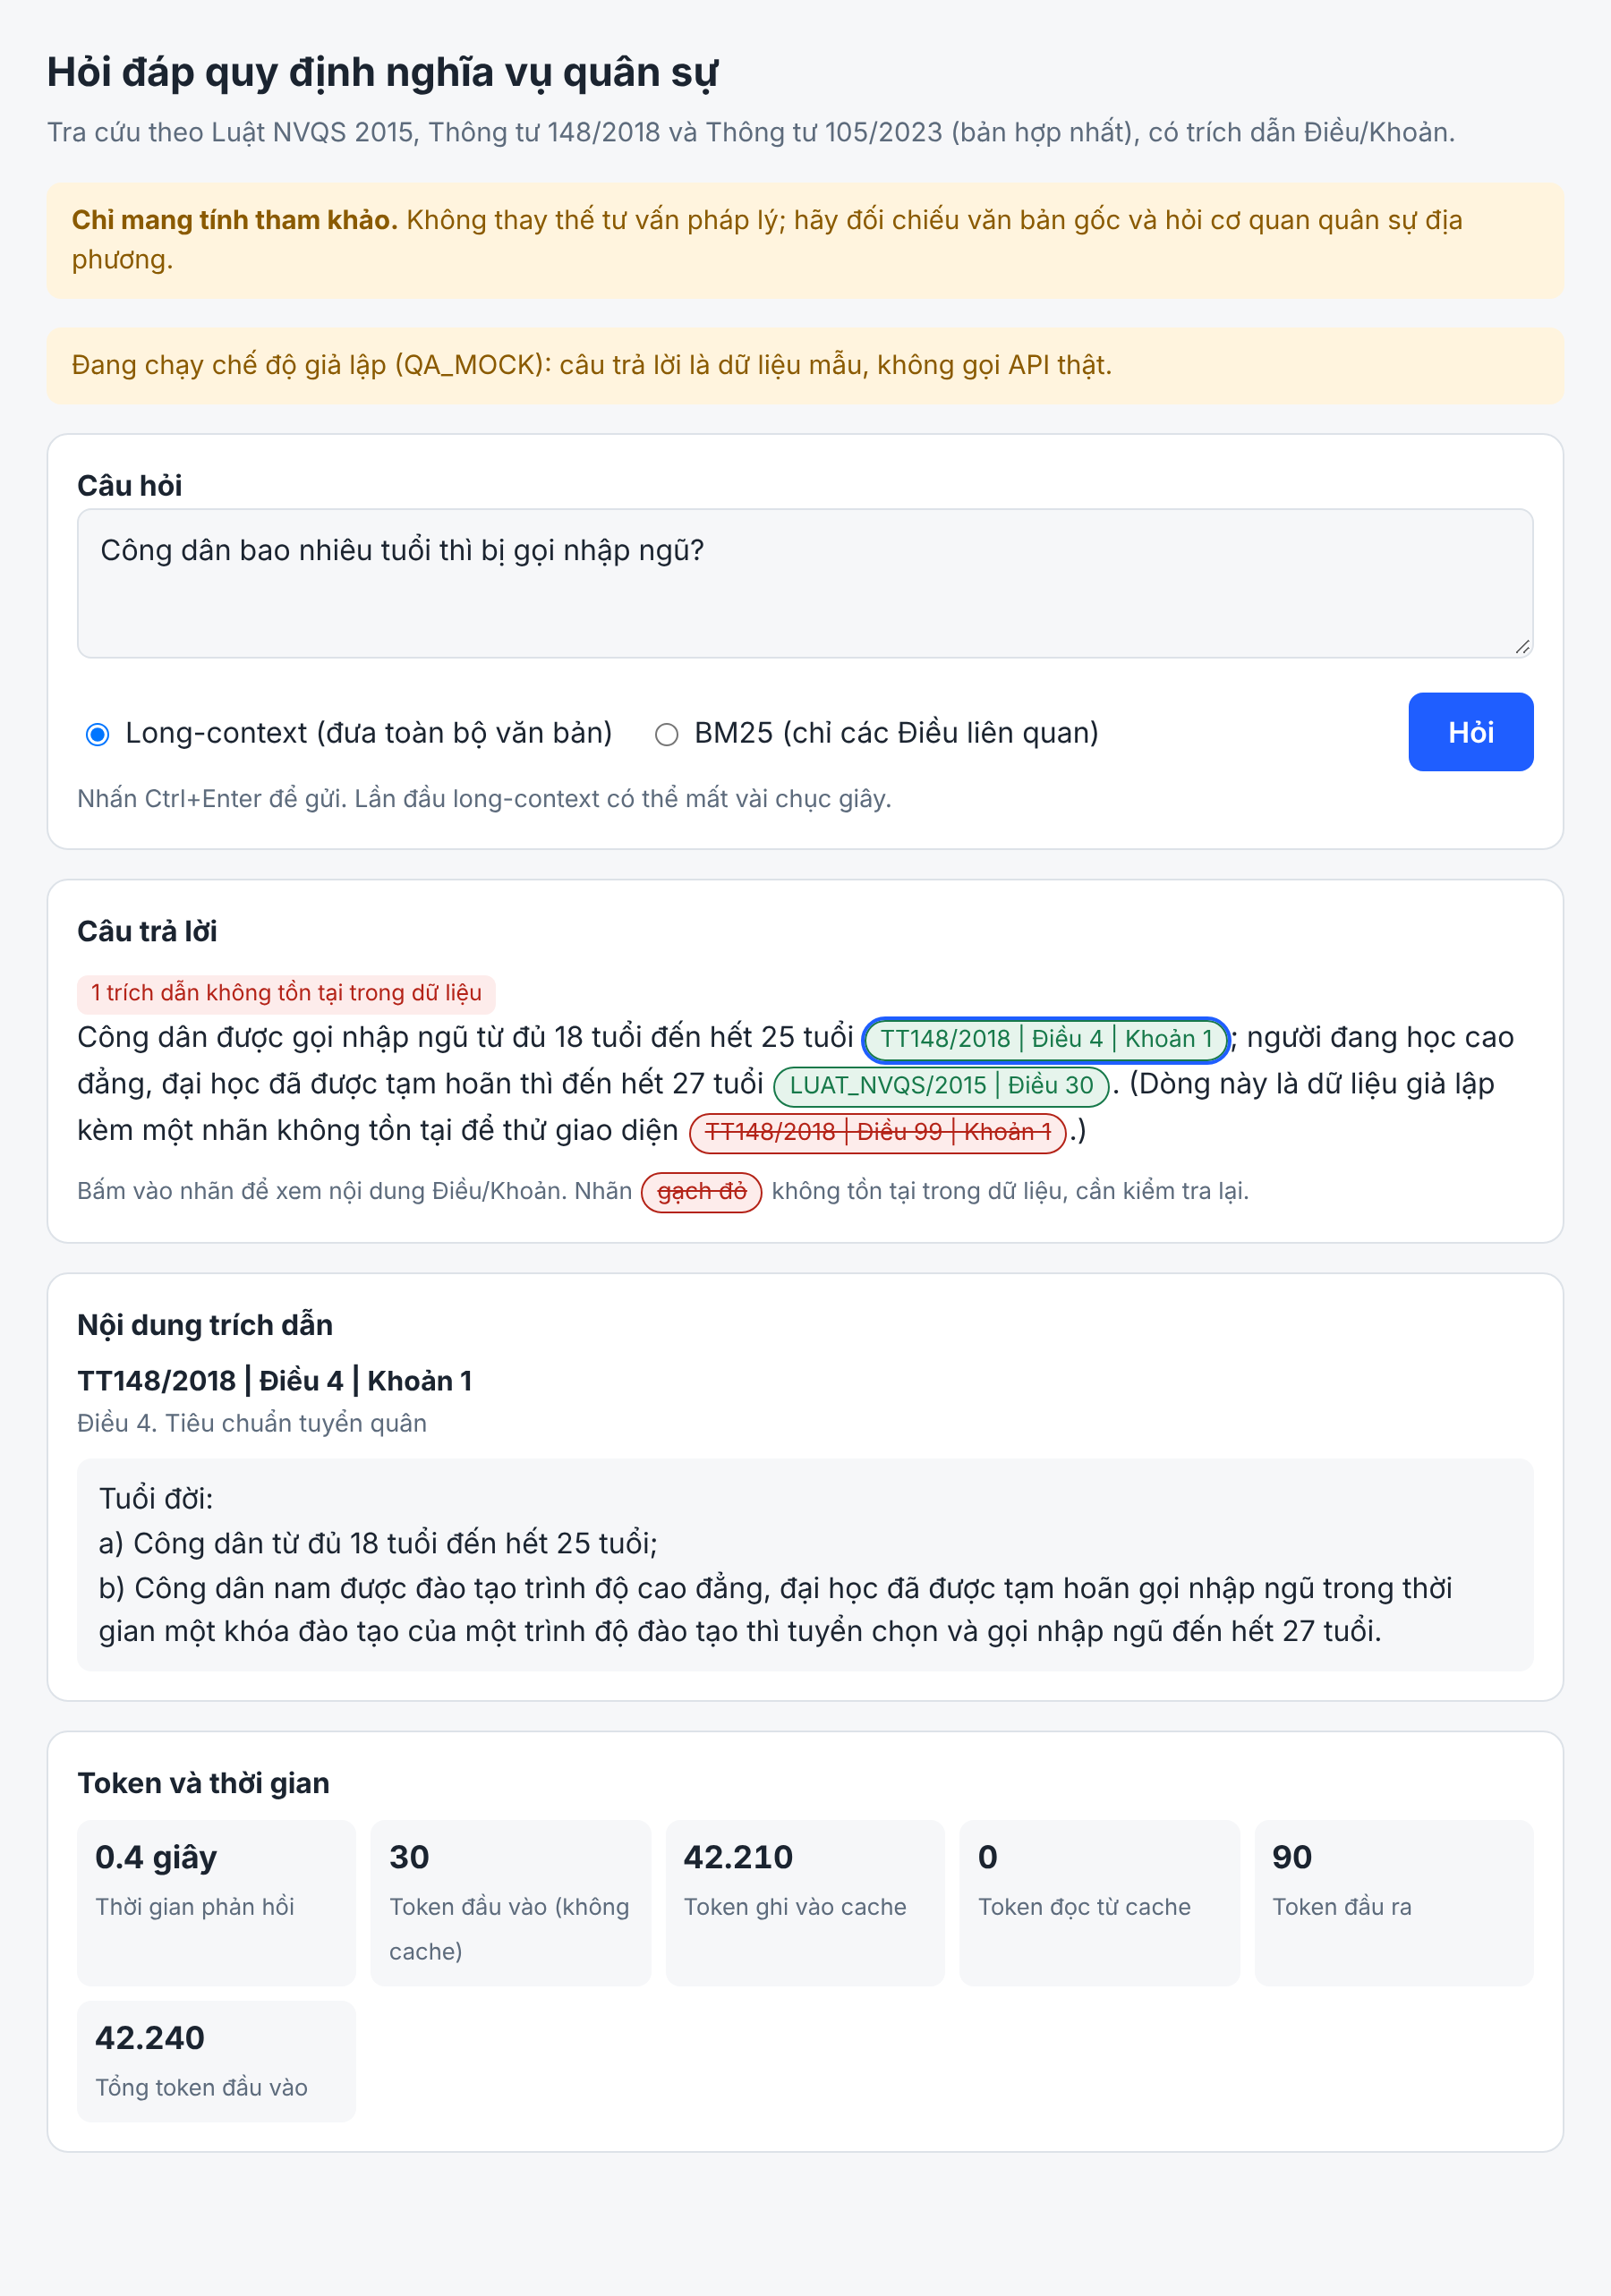 Hỏi đáp quy định nghĩa vụ quân sự
Tra cứu theo Luật NVQS 2015, Thông tư 148/2018 và Thông tư 105/2023 (bản hợp nhất), có trích dẫn Điều/Khoản.
Chỉ mang tính tham khảo. Không thay thế tư vấn pháp lý; hãy đối chiếu văn bản gốc và hỏi cơ quan quân sự địa
phương.
Đang chạy chế độ giả lập (QA_MOCK): câu trả lời là dữ liệu mẫu, không gọi API thật.
Câu hỏi
Công dân bao nhiêu tuổi thì bị gọi nhập ngũ?
Long-context (đưa toàn bộ văn bản) BM25 (chỉ các Điều liên quan) Hỏi
Nhấn Ctrl+Enter để gửi. Lần đầu long-context có thể mất vài chục giây.
Câu trả lời
1 trích dẫn không tồn tại trong dữ liệu
Công dân được gọi nhập ngũ từ đủ 18 tuổi đến hết 25 tuổi TT148/2018 | Điều 4 | Khoản 1 ; người đang học cao
đẳng, đại học đã được tạm hoãn thì đến hết 27 tuổi LUAT_NVQS/2015 | Điều 30 . (Dòng này là dữ liệu giả lập
kèm một nhãn không tồn tại để thử giao diện TT148/2018 | Điều 99 | Khoản 1 .)
Bấm vào nhãn để xem nội dung Điều/Khoản. Nhãn gạch đỏ không tồn tại trong dữ liệu, cần kiểm tra lại.
Nội dung trích dẫn
TT148/2018 | Điều 4 | Khoản 1
Điều 4. Tiêu chuẩn tuyển quân
Tuổi đời:
a) Công dân từ đủ 18 tuổi đến hết 25 tuổi;
b) Công dân nam được đào tạo trình độ cao đẳng, đại học đã được tạm hoãn gọi nhập ngũ trong thời
gian một khóa đào tạo của một trình độ đào tạo thì tuyển chọn và gọi nhập ngũ đến hết 27 tuổi.
Token và thời gian
0.4 giây
Thời gian phản hồi
30
Token đầu vào (không
cache)
42.210
Token ghi vào cache
0
Token đọc từ cache
90
Token đầu ra
42.240
Tổng token đầu vào